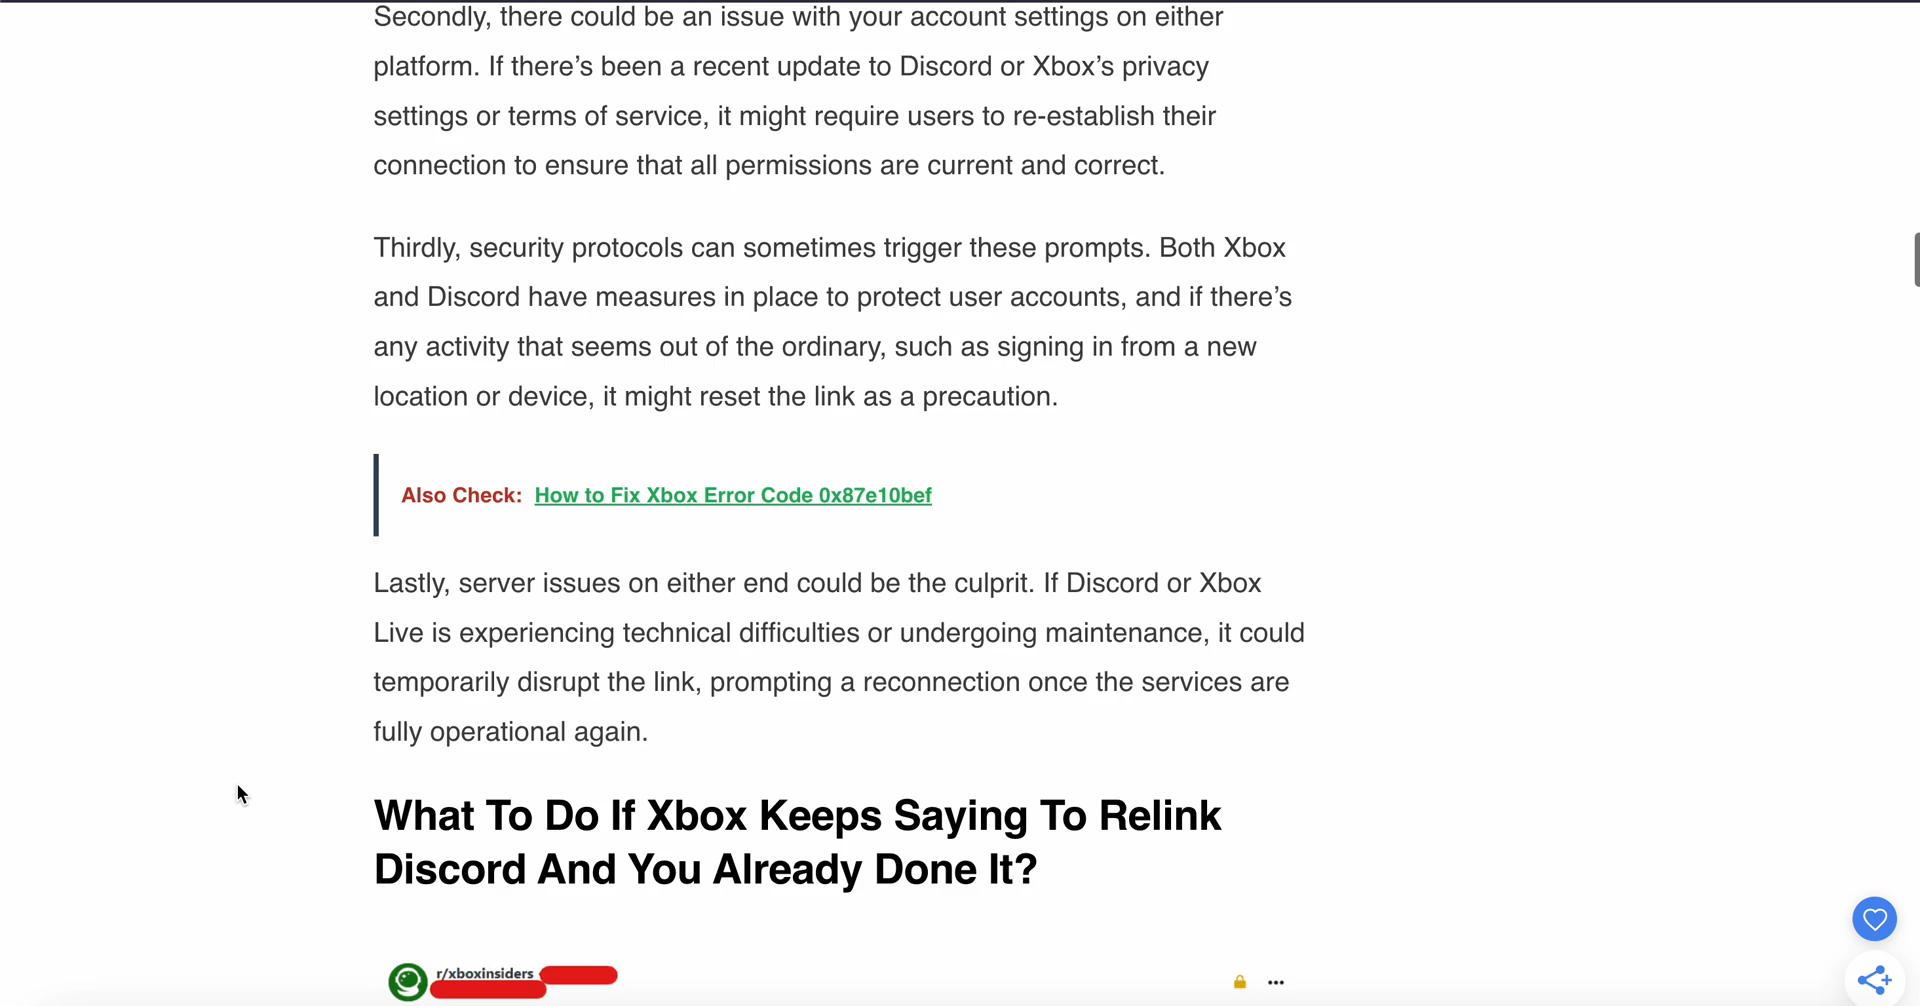 Secondly, there could be an issue with your account settings on either
platform. If there’s been a recent update to Discord or Xbox’s privacy
settings or terms of service, it might require users to re-establish their
connection to ensure that all permissions are current and correct.
Thirdly, security protocols can sometimes trigger these prompts. Both Xbox
and Discord have measures in place to protect user accounts, and if there’s
any activity that seems out of the ordinary, such as signing in from a new
location or device, it might reset the link as a precaution.
Also Check: How to Fix Xbox Error Code 0x87e10bef
Lastly, server issues on either end could be the culprit. If Discord or Xbox
Live is experiencing technical difficulties or undergoing maintenance, it could
temporarily disrupt the link, prompting a reconnection once the services are
fully operational again.
What To Do If Xbox Keeps Saying To Relink
Discord And You Already Done It?
r/xboxinsiders